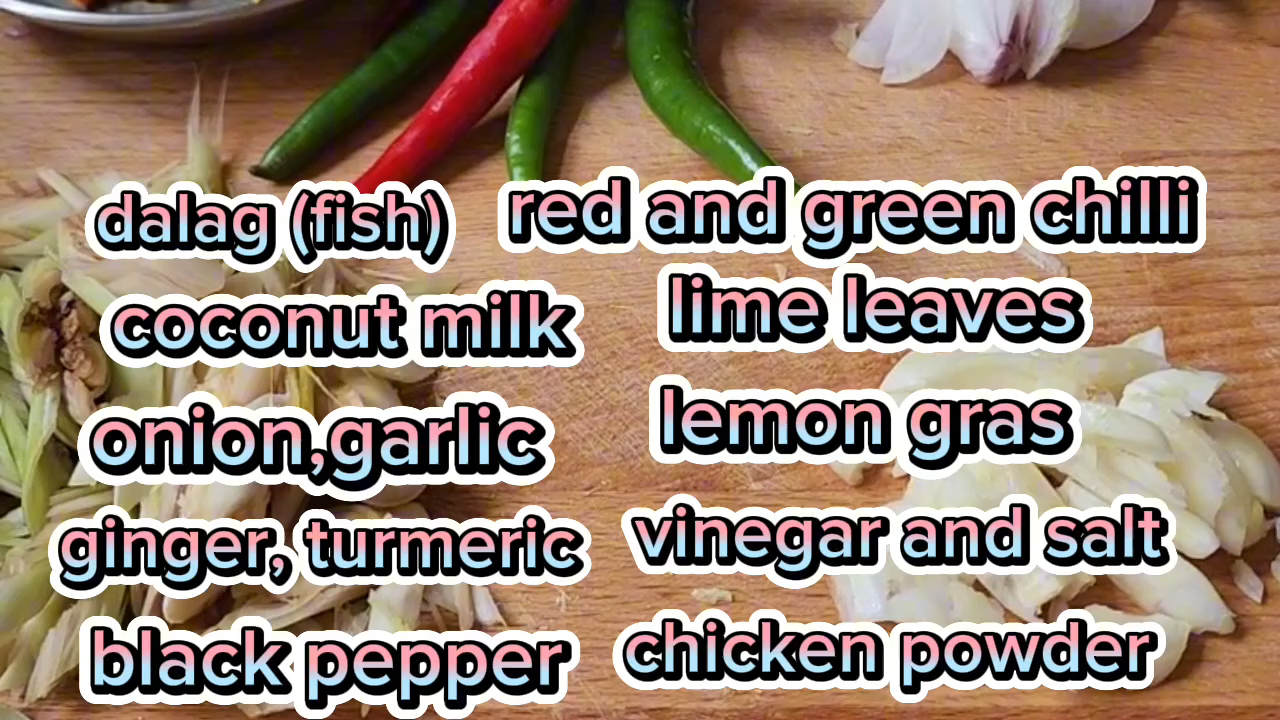 dalag (fish)
red and green chilli
coconut milk
lime leaves
onion,garlic
lemon gras
ginger, turmeric
vinegar and salt
black pepper
chicken powder